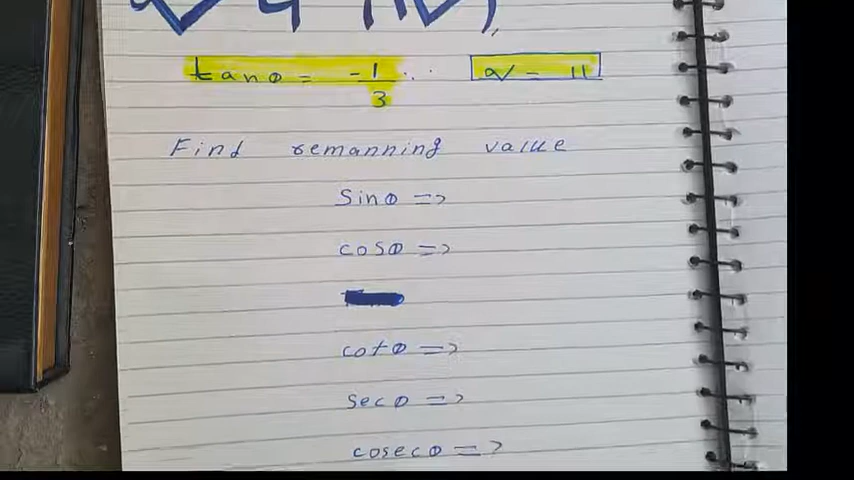 tanθ = -1/3 ∴ Q - II
Find remanning value
Sinθ =>
cosθ =>
cotθ =>
secθ =>
cosecθ =>